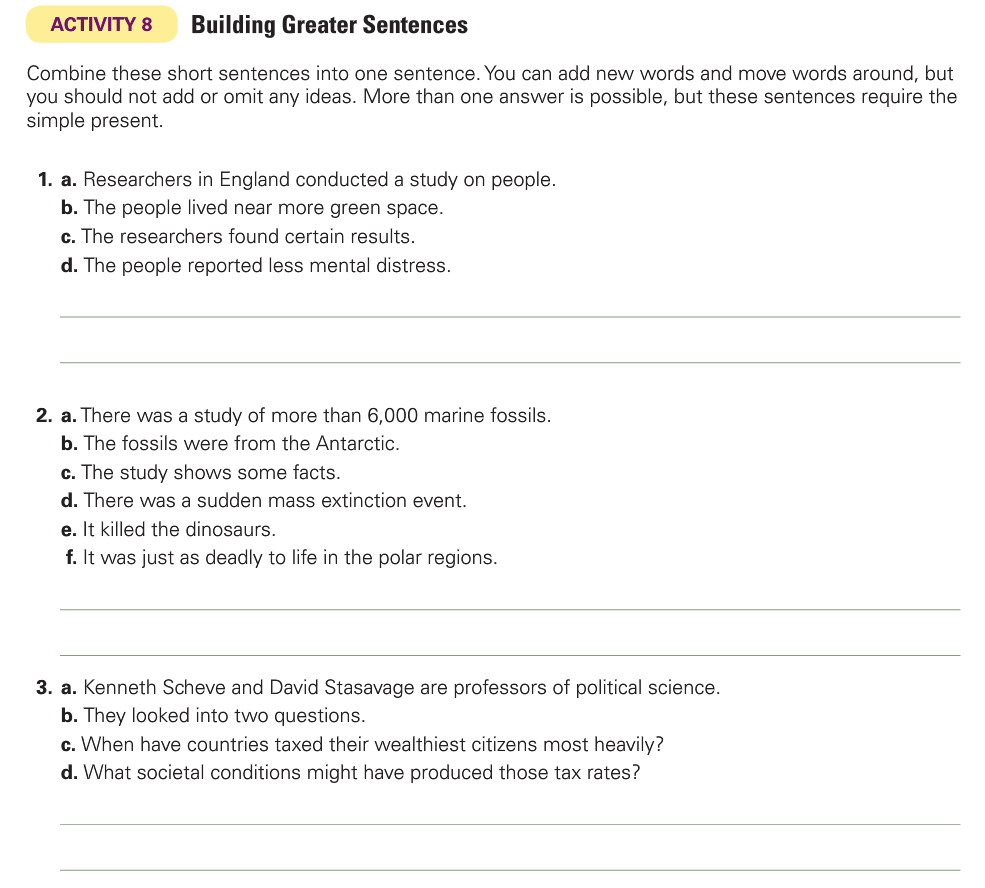 ACTIVITY 8 Building Greater Sentences
Combine these short sentences into one sentence. You can add new words and move words around, but
you should not add or omit any ideas. More than one answer is possible, but these sentences require the
simple present.
1. a. Researchers in England conducted a study on people.
b. The people lived near more green space.
c. The researchers found certain results.
d. The people reported less mental distress.
2. a. There was a study of more than 6,000 marine fossils.
b. The fossils were from the Antarctic.
c. The study shows some facts.
d. There was a sudden mass extinction event.
e. It killed the dinosaurs.
f. It was just as deadly to life in the polar regions.
3. a. Kenneth Scheve and David Stasavage are professors of political science.
b. They looked into two questions.
c. When have countries taxed their wealthiest citizens most heavily?
d. What societal conditions might have produced those tax rates?